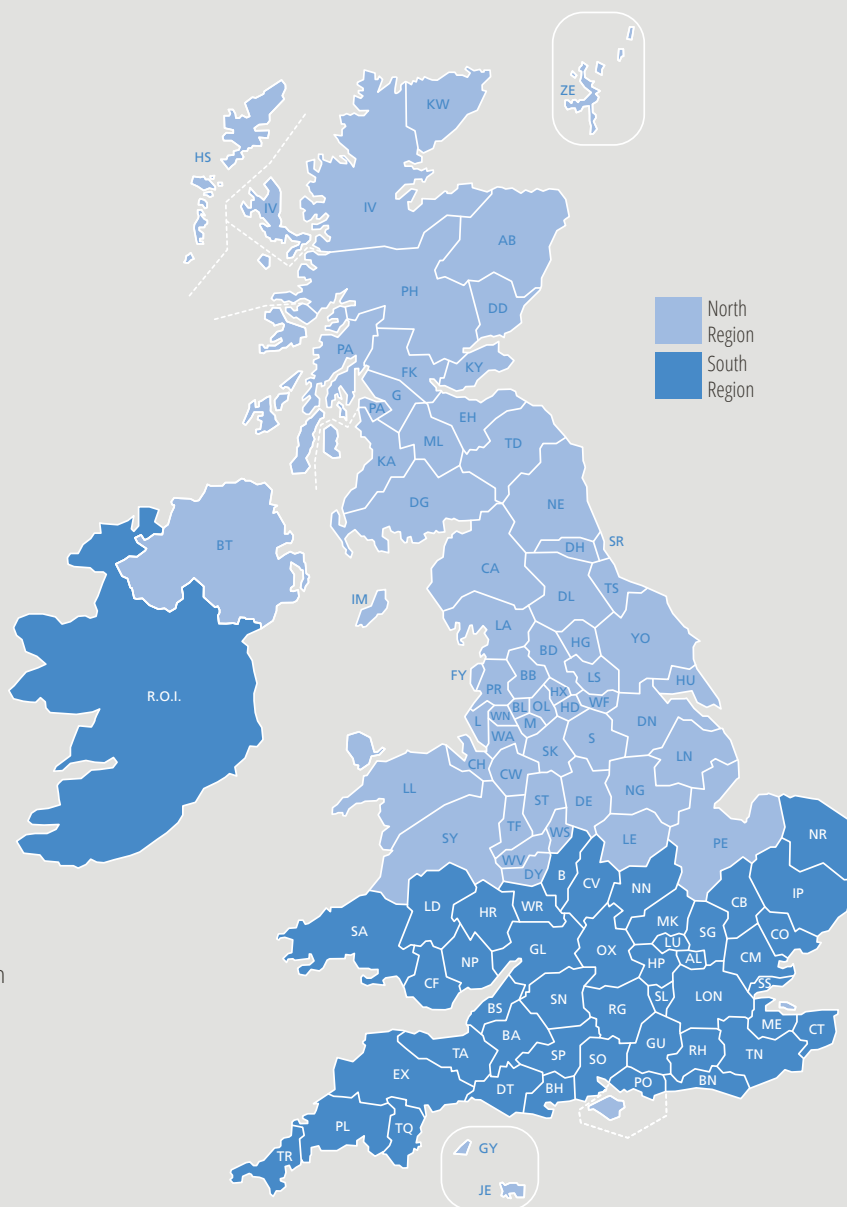 ZE
KW
HS
IV
IV
AB
North
Region
PH
DD
South
Region
PA
KY
FK
G
PA
EH
ML
TD
KA
DG
NE
BT
SR
DH
CA
TS
DL
IM
LA
YO
HG
BD
FY
BB
LS
HU
PR
HX
WF
BL
OL
HD
WN
L
M
DN
WA
S
SK
LN
CH
CW
LL
NG
ST
DE
R.O.I.
TF
WS
SY
LE
PE
NR
WV
DY
B
CV
NN
IP
LD
HR
WR
CB
SA
MK
SG
CO
LU
GL
OX
NP
HP
AL
CM
n
CF
SS
SL
LON
SN
BS
RG
ME
CT
BA
GU
RH
TN
TA
SP
SO
EX
PO
BN
DT
BH
PL
TQ
TR
GY
JE